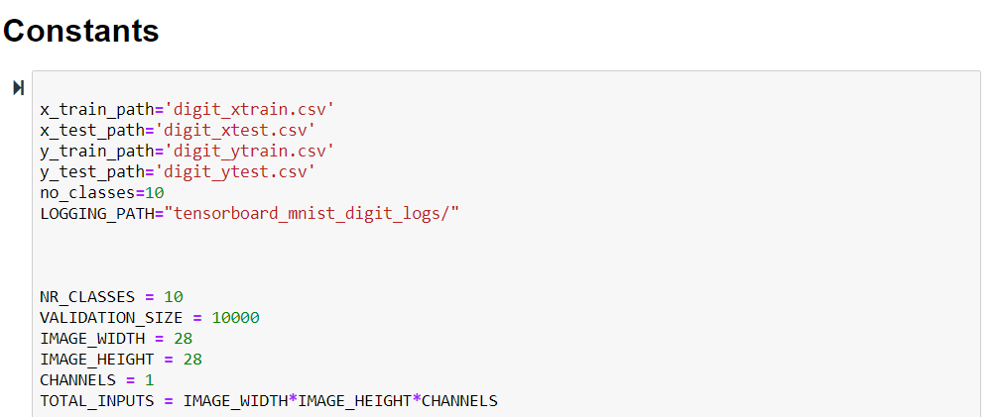 Constants
x_train_path='digit_xtrain.csv'
x_test_path='digit_xtest.csv'
y_train_path='digit_ytrain.csv'
y_test_path='digit_ytest.csv'
no_classes=10
LOGGING_PATH="tensorboard_mnist_digit_logs/"
NR_CLASSES = 10
VALIDATION_SIZE = 10000
IMAGE_WIDTH = 28
IMAGE_HEIGHT = 28
CHANNELS = 1
TOTAL_INPUTS = IMAGE_WIDTH*IMAGE_HEIGHT*CHANNELS